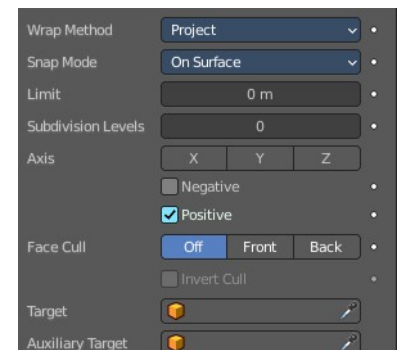 Wrap Method Project
Snap Mode On Surface
Limit 0 m
Subdivision Levels 0
Axis X Y Z
Negative
Positive
Face Cull Off Front Back
Invert Cull
Target
Auxiliary Target